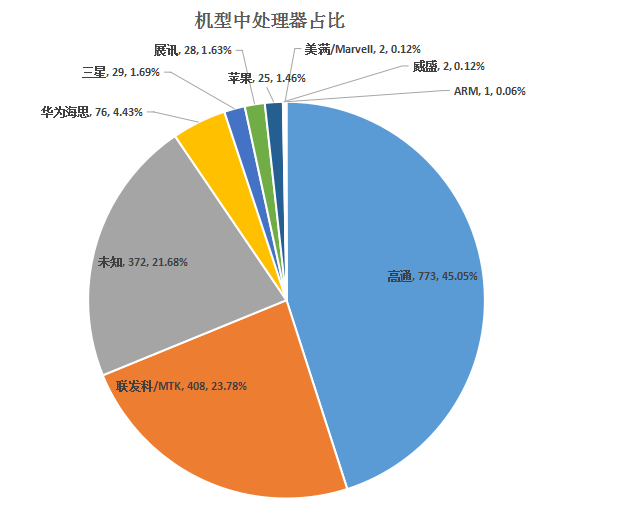 机型中处理器占比
展讯, 28, 1.63%
美满/Marvell, 2, 0.12%
三星, 29, 1.69%
苹果, 25, 1.46%
威盛, 2, 0.12%
华为海思, 76, 4.43%
ARM, 1, 0.06%
未知, 372, 21.68%
高通, 773, 45.05%
联发科/MTK, 408, 23.78%